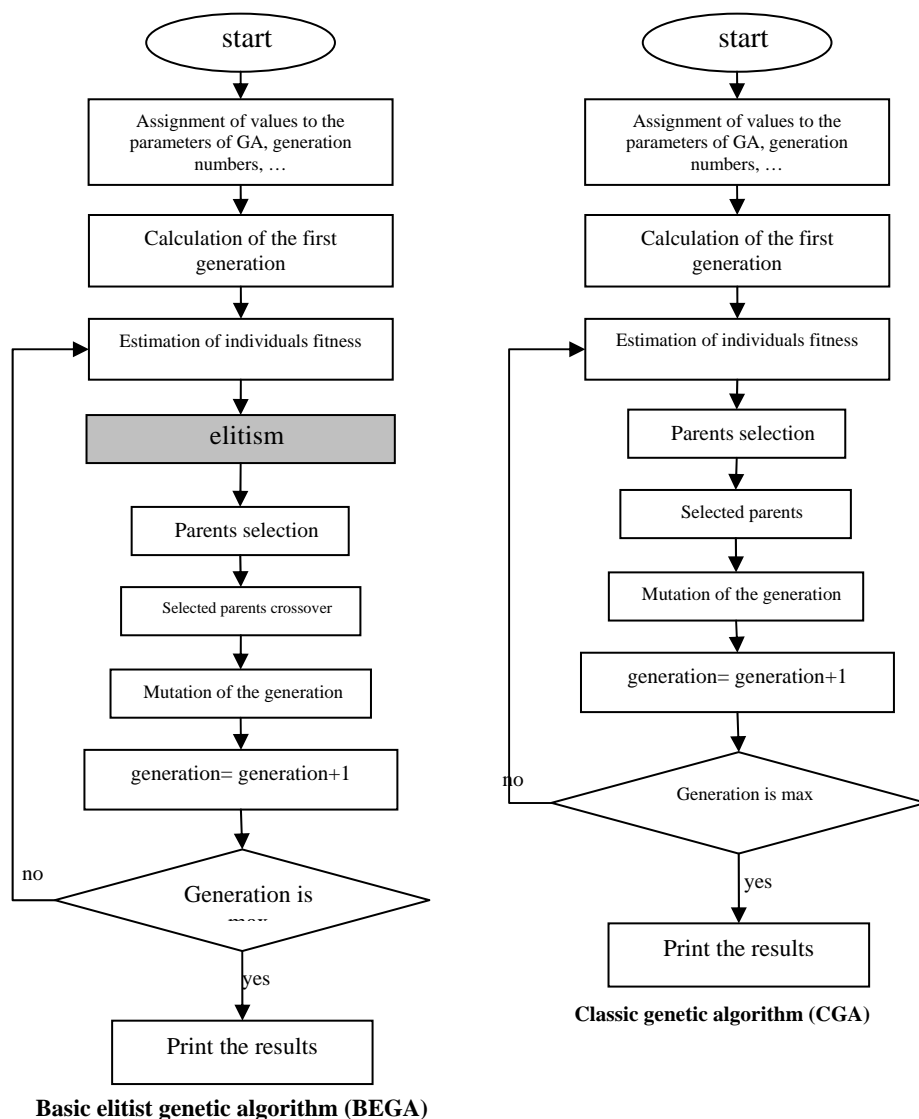 start
Assignment of values to the
parameters of GA, generation
numbers, …
Calculation of the first
generation
Estimation of individuals fitness
elitism
Parents selection
Selected parents crossover
Mutation of the generation
generation= generation+1
no
Generation is
yes
Print the results
Basic elitist genetic algorithm (BEGA)
start
Assignment of values to the
parameters of GA, generation
numbers, …
Calculation of the first
generation
Estimation of individuals fitness
Parents selection
Selected parents
Mutation of the generation
generation= generation+1
no
Generation is max
yes
Print the results
Classic genetic algorithm (CGA)